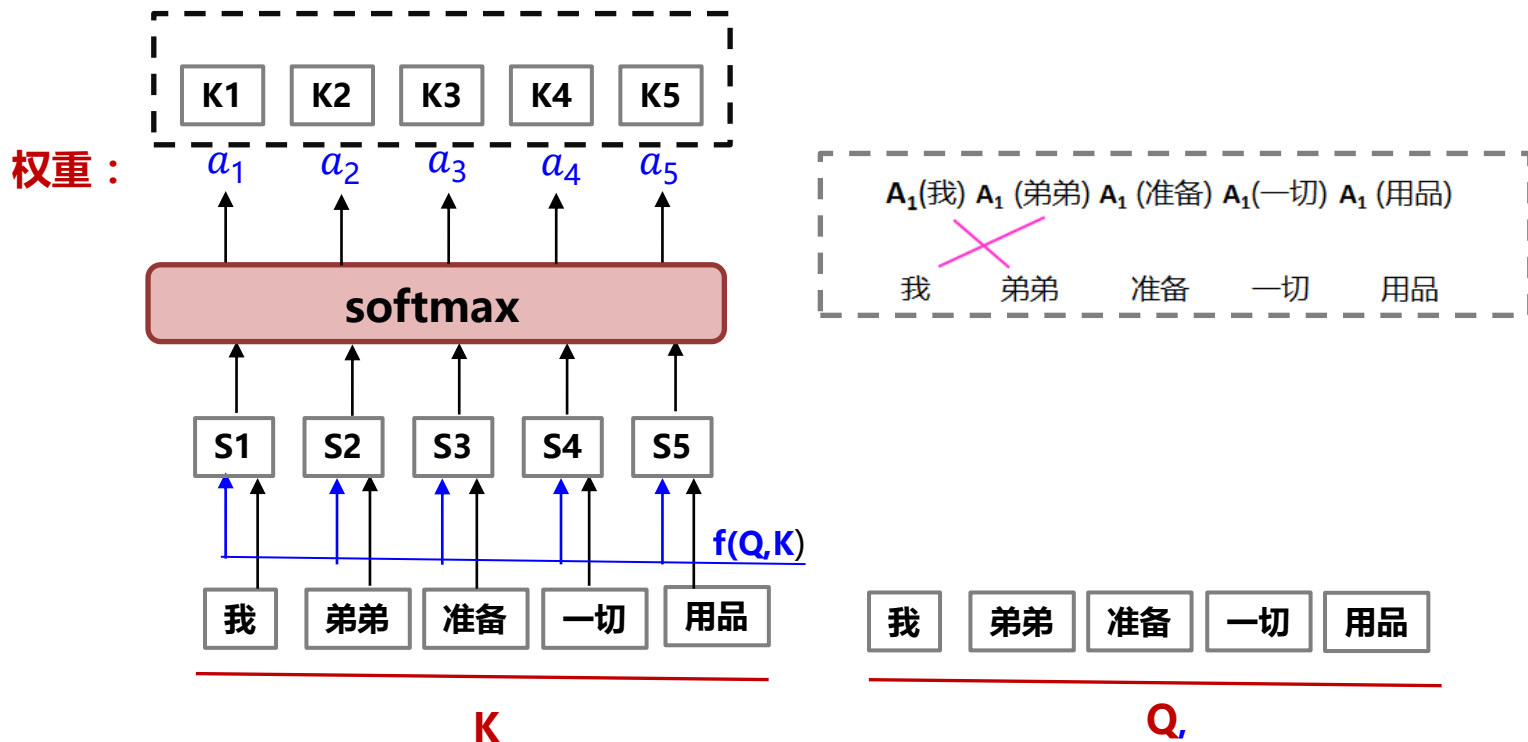 K1 K2 K3 K4 K5
权重： a1 a2 a3 a4 a5
A1(我) A1 (弟弟) A1 (准备) A1(一切) A1 (用品)
我 弟弟 准备 一切 用品
softmax
S1 S2 S3 S4 S5
f(Q,K)
我 弟弟 准备 一切 用品
我 弟弟 准备 一切 用品
K
Q,